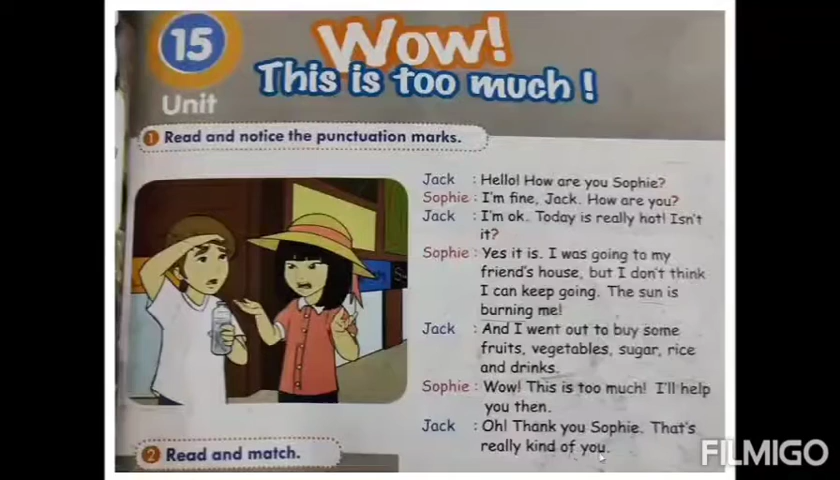 15
Unit
Wow!
This is too much !
1 Read and notice the punctuation marks.
Jack : Hello! How are you Sophie?
Sophie : I'm fine, Jack. How are you?
Jack : I'm ok. Today is really hot! Isn't
it?
Sophie : Yes it is. I was going to my
friend's house, but I don't think
I can keep going. The sun is
burning me!
Jack : And I went out to buy some
fruits, vegetables, sugar, rice
and drinks.
Sophie : Wow! This is too much! I'll help
you then.
Jack : Oh! Thank you Sophie. That's
really kind of you.
2 Read and match.
FILMIGO